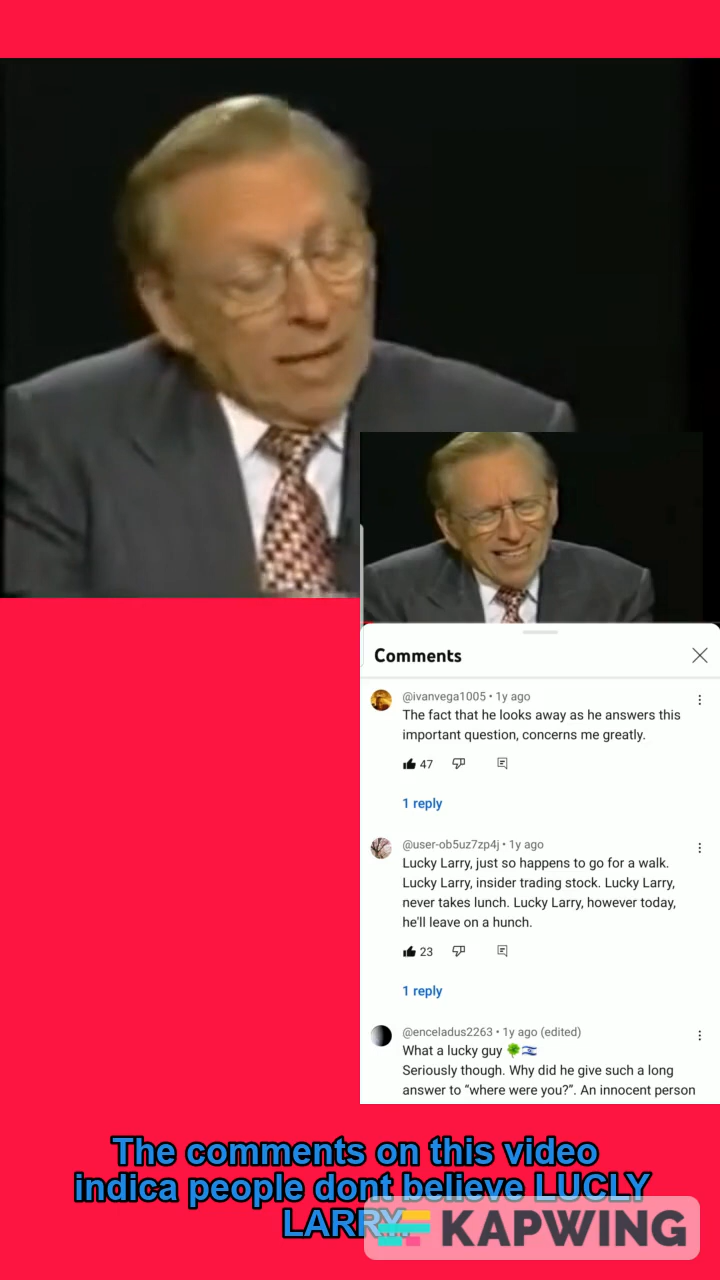 Comments
@ivanvega1005 • 1y ago
The fact that he looks away as he answers this
important question, concerns me greatly.
47
1 reply
@user-ob5uz7zp4j • 1y ago
Lucky Larry, just so happens to go for a walk.
Lucky Larry, insider trading stock. Lucky Larry,
never takes lunch. Lucky Larry, however today,
he'll leave on a hunch.
23
1 reply
@enceladus2263 • 1y ago (edited)
What a lucky guy 🍀🇮🇱
Seriously though. Why did he give such a long
answer to “where were you?”. An innocent person
The comments on this video
indica people dont believe LUCLY
LARRY
KAPWING